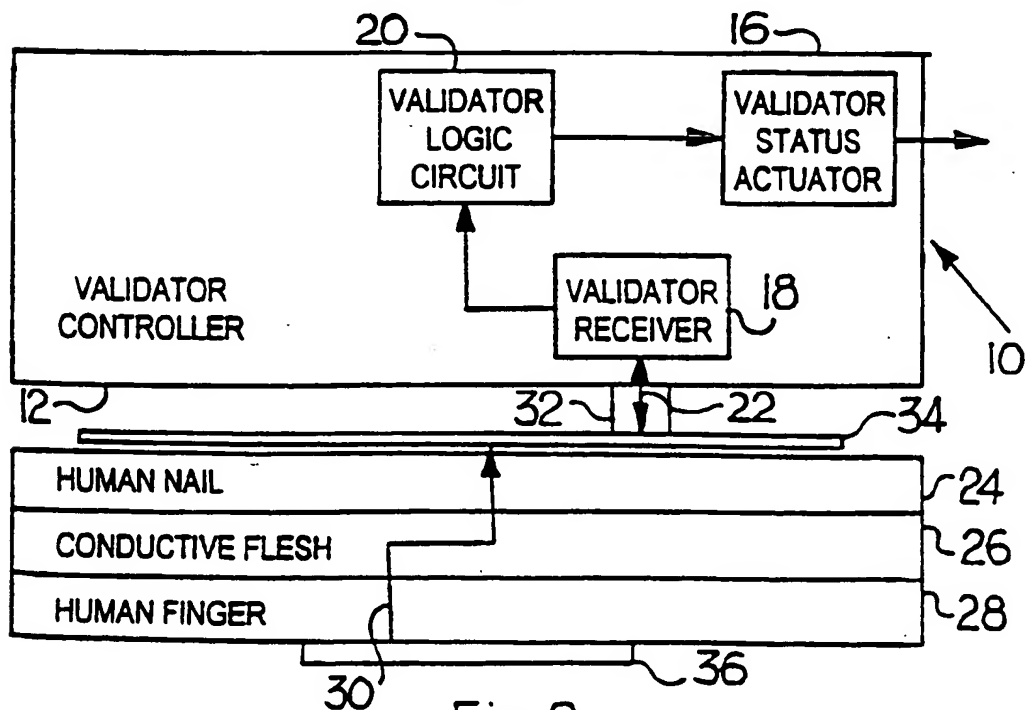 20
16
VALIDATOR
LOGIC
CIRCUIT
VALIDATOR
STATUS
ACTUATOR
VALIDATOR
CONTROLLER
VALIDATOR
RECEIVER
18
10
12
32
22
34
HUMAN NAIL
24
CONDUCTIVE FLESH
26
HUMAN FINGER
28
30
36